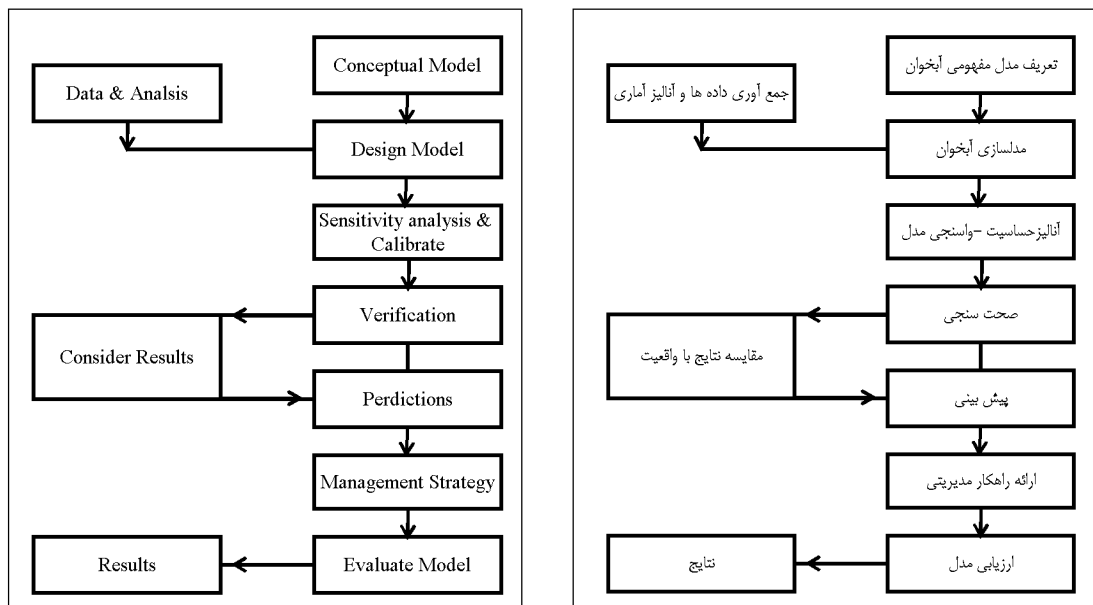 Conceptual Model
Data & Analsis
Design Model
Sensitivity analysis &
Calibrate
Verification
Consider Results
Perdictions
Management Strategy
Results
Evaluate Model
تعریف مدل مفهومی آبخوان
جمع آوری داده ها و آنالیز آماری
مدلسازی آبخوان
آنالیزحساسیت –واسنجی مدل
صحت سنجی
مقایسه نتایج با واقعیت
پیش بینی
ارائه راهکار مدیریتی
ارزیابی مدل
نتایج